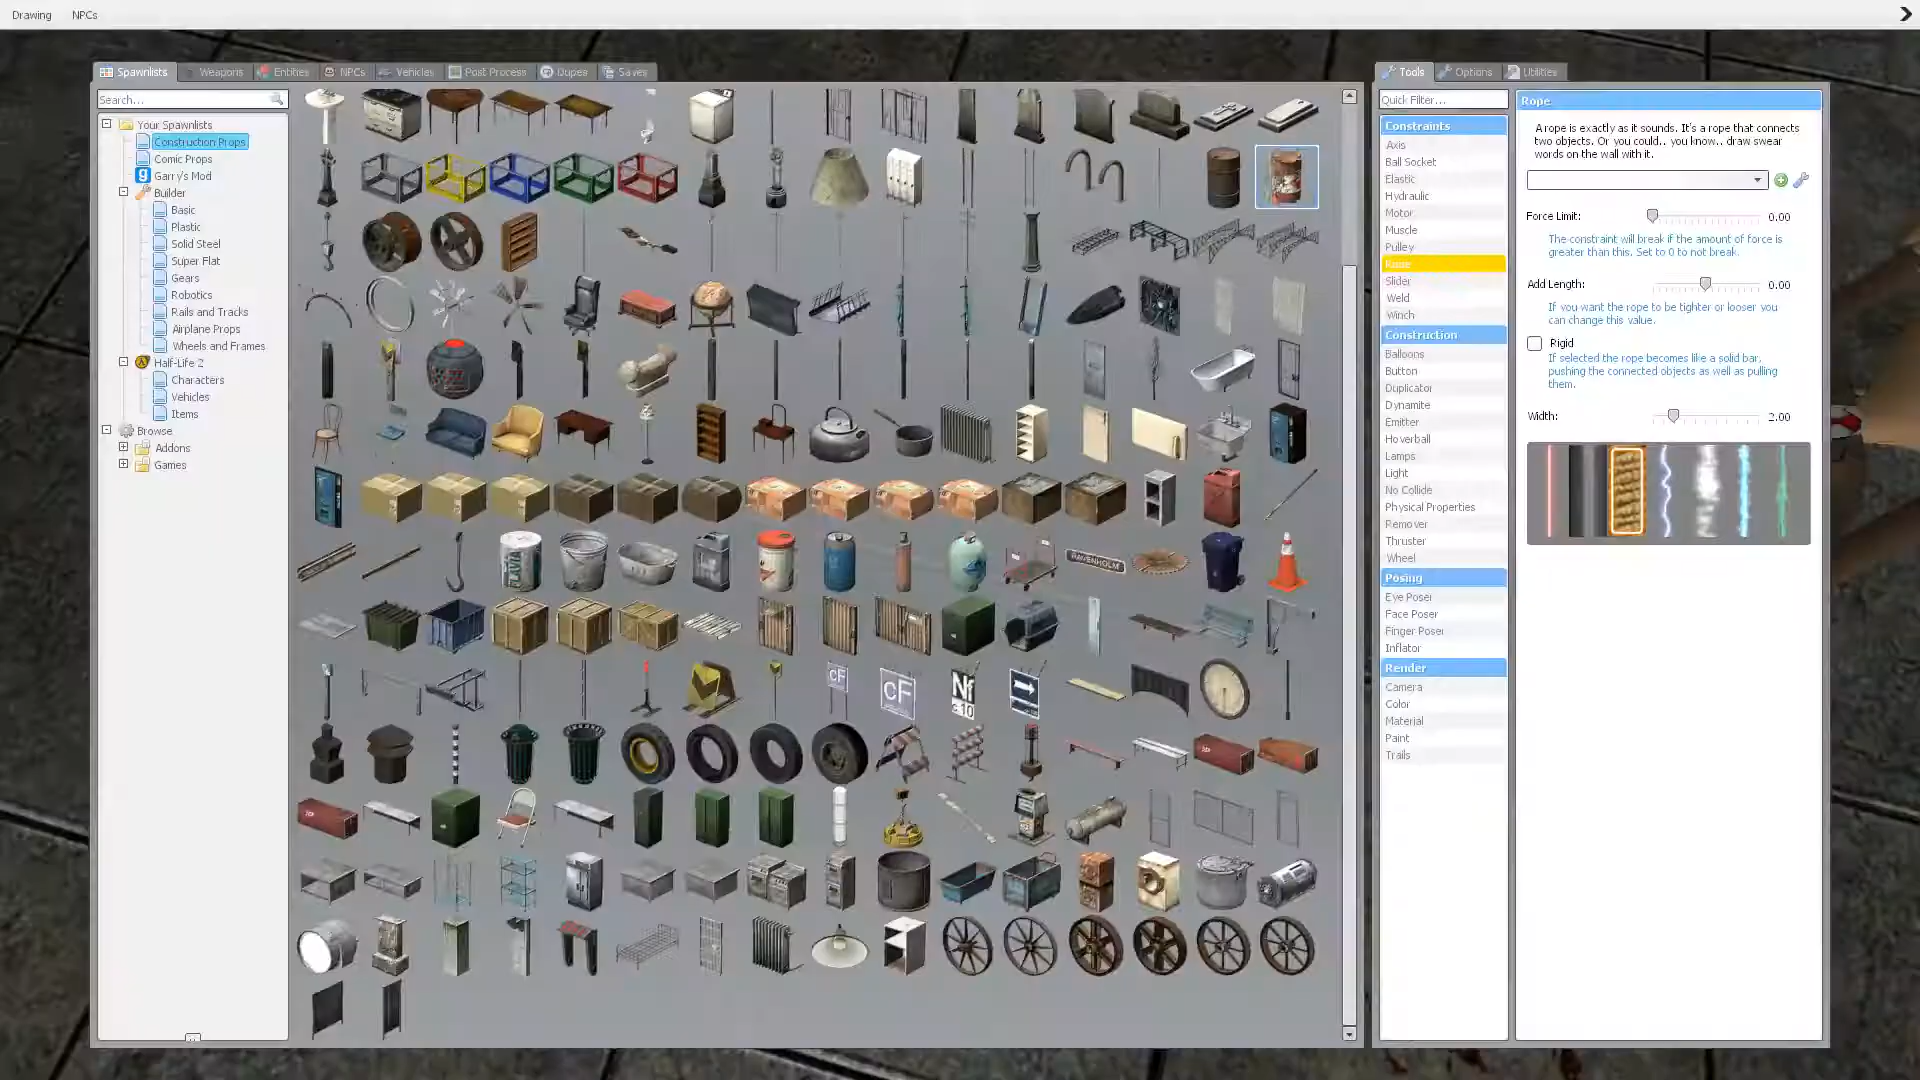 Drawing NPCs
Spawnlists Weapons Entities NPCs Vehicles Post Process Dupes Saves
Search...
Your Spawnlists
Construction Props
Comic Props
Garry's Mod
Builder
Basic
Plastic
Solid Steel
Super Flat
Gears
Robotics
Rails and Tracks
Airplane Props
Wheels and Frames
Half-Life 2
Characters
Vehicles
Items
Browse
Addons
Games
RAVENHOLM
cF
cF
Nf
c:10
Tools Options Utilities
Quick Filter...
Constraints
Axis
Ball Socket
Elastic
Hydraulic
Motor
Muscle
Pulley
Rope
Slider
Weld
Winch
Construction
Balloons
Button
Duplicator
Dynamite
Emitter
Hoverball
Lamps
Light
No Collide
Physical Properties
Remover
Thruster
Wheel
Posing
Eye Poser
Face Poser
Finger Poser
Inflator
Render
Camera
Color
Material
Paint
Trails
Rope
A rope is exactly as it sounds. It's a rope that connects
two objects. Or you could.. you know.. draw swear
words on the wall with it.
Force Limit: 0.00
The constraint will break if the amount of force is
greater than this. Set to 0 to not break.
Add Length: 0.00
If you want the rope to be tighter or looser you
can change this value.
Rigid
If selected the rope becomes like a solid bar,
pushing the connected objects as well as pulling
them.
Width: 2.00